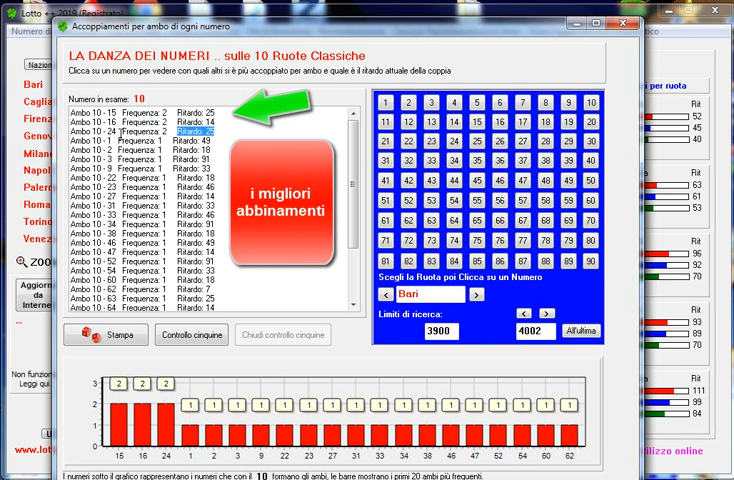 Lotto ++ 2019 (Registrato)
Accoppiamenti per ambo di ogni numero
Numero di
LA DANZA DEI NUMERI .. sulle 10 Ruote Classiche
Clicca su un numero per vedere con quali altri si è più accoppiato per ambo e quale è il ritardo attuale della coppia
Nazion
Bari
Caglia
Firenz
Genov
Milano
Napol
Paler
Roma
Torino
Venez
ZOO
Aggiorn
da
Interne
...
Non funzion
Leggi qui
www.lott
Numero in esame: 10
Ambo 10 - 15 Frequenza: 2 Ritardo: 25
Ambo 10 - 16 Frequenza: 2 Ritardo: 14
Ambo 10 - 24 Frequenza: 2 Ritardo: 25
Ambo 10 - 1 Frequenza: 1 Ritardo: 49
Ambo 10 - 2 Frequenza: 1 Ritardo: 18
Ambo 10 - 3 Frequenza: 1 Ritardo: 91
Ambo 10 - 9 Frequenza: 1 Ritardo: 33
Ambo 10 - 22 Frequenza: 1 Ritardo: 18
Ambo 10 - 23 Frequenza: 1 Ritardo: 46
Ambo 10 - 27 Frequenza: 1 Ritardo: 14
Ambo 10 - 31 Frequenza: 1 Ritardo: 33
Ambo 10 - 33 Frequenza: 1 Ritardo: 46
Ambo 10 - 34 Frequenza: 1 Ritardo: 91
Ambo 10 - 38 Frequenza: 1 Ritardo: 18
Ambo 10 - 46 Frequenza: 1 Ritardo: 49
Ambo 10 - 47 Frequenza: 1 Ritardo: 14
Ambo 10 - 52 Frequenza: 1 Ritardo: 91
Ambo 10 - 54 Frequenza: 1 Ritardo: 33
Ambo 10 - 60 Frequenza: 1 Ritardo: 18
Ambo 10 - 62 Frequenza: 1 Ritardo: 7
Ambo 10 - 63 Frequenza: 1 Ritardo: 25
Ambo 10 - 64 Frequenza: 1 Ritardo: 14
i migliori
abbinamenti
1 2 3 4 5 6 7 8 9 10
11 12 13 14 15 16 17 18 19 20
21 22 23 24 25 26 27 28 29 30
31 32 33 34 35 36 37 38 39 40
41 42 43 44 45 46 47 48 49 50
51 52 53 54 55 56 57 58 59 60
61 62 63 64 65 66 67 68 69 70
71 72 73 74 75 76 77 78 79 80
81 82 83 84 85 86 87 88 89 90
Scegli la Ruota poi Clicca su un Numero
< Bari >
Limiti di ricerca: < >
3900 4002 All'ultima
Stampa Controllo cinquine Chiudi controllo cinquine
3
2
1
0
2 2 2 1 1 1 1 1 1 1 1 1 1 1 1 1 1 1 1 1
15 16 24 1 2 3 9 22 23 27 31 33 34 38 46 47 52 54 60 62
I numeri sotto il grafico rappresentano i numeri che con il 10 formano gli ambi, le barre mostrano i primi 20 ambi più frequenti.
i per ruota
Rit
52
45
40
Rit
63
61
53
Rit
96
92
70
Rit
93
89
70
Rit
111
99
84
tilizzo online